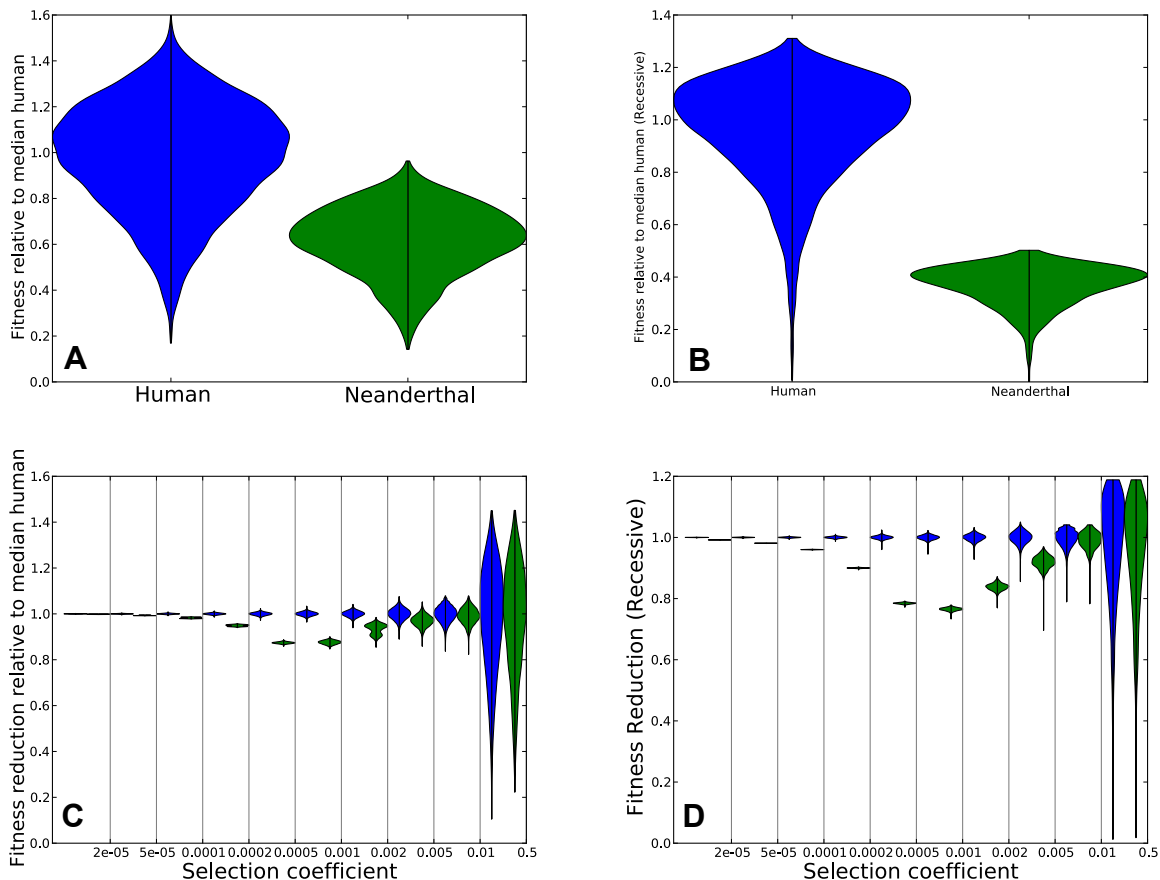 Fitness relative to median human
1.6
1.4
1.2
1.0
0.8
0.6
0.4
0.2
0.0
A
Human Neanderthal
Fitness relative to median human (Recessive)
1.4
1.2
1.0
0.8
0.6
0.4
0.2
0.0
B
Human Neanderthal
Fitness reduction relative to median human
1.6
1.4
1.2
1.0
0.8
0.6
0.4
0.2
0.0
C
2e-05 5e-05 0.0001 0.0002 0.0005 0.001 0.002 0.005 0.01 0.5
Selection coefficient
Fitness Reduction (Recessive)
1.2
1.0
0.8
0.6
0.4
0.2
0.0
D
2e-05 5e-05 0.0001 0.0002 0.0005 0.001 0.002 0.005 0.01 0.5
Selection coefficient